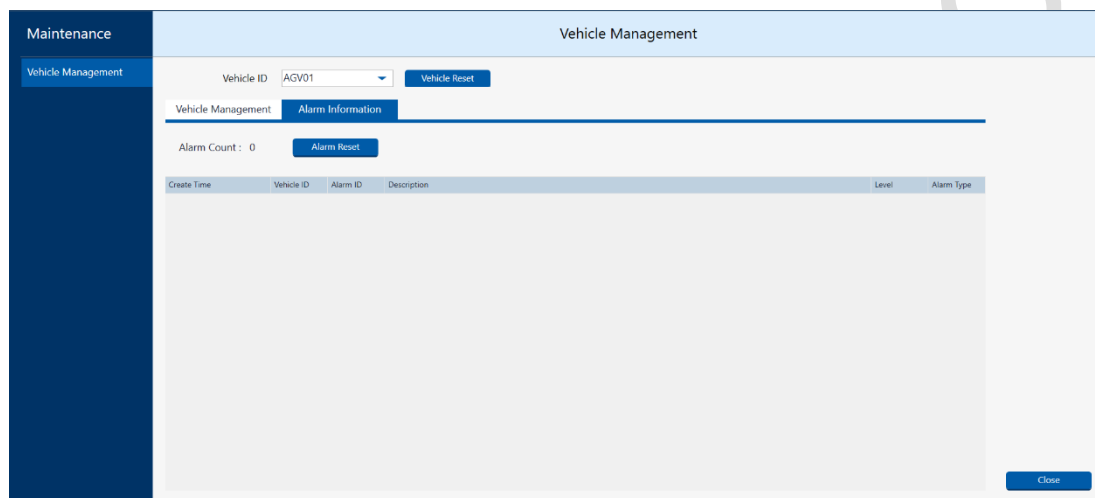 Maintenance
Vehicle Management
Vehicle Management
Vehicle ID AGV01 Vehicle Reset
Vehicle Management Alarm Information
Alarm Count : 0 Alarm Reset
Create Time Vehicle ID Alarm ID Description Level Alarm Type
Close